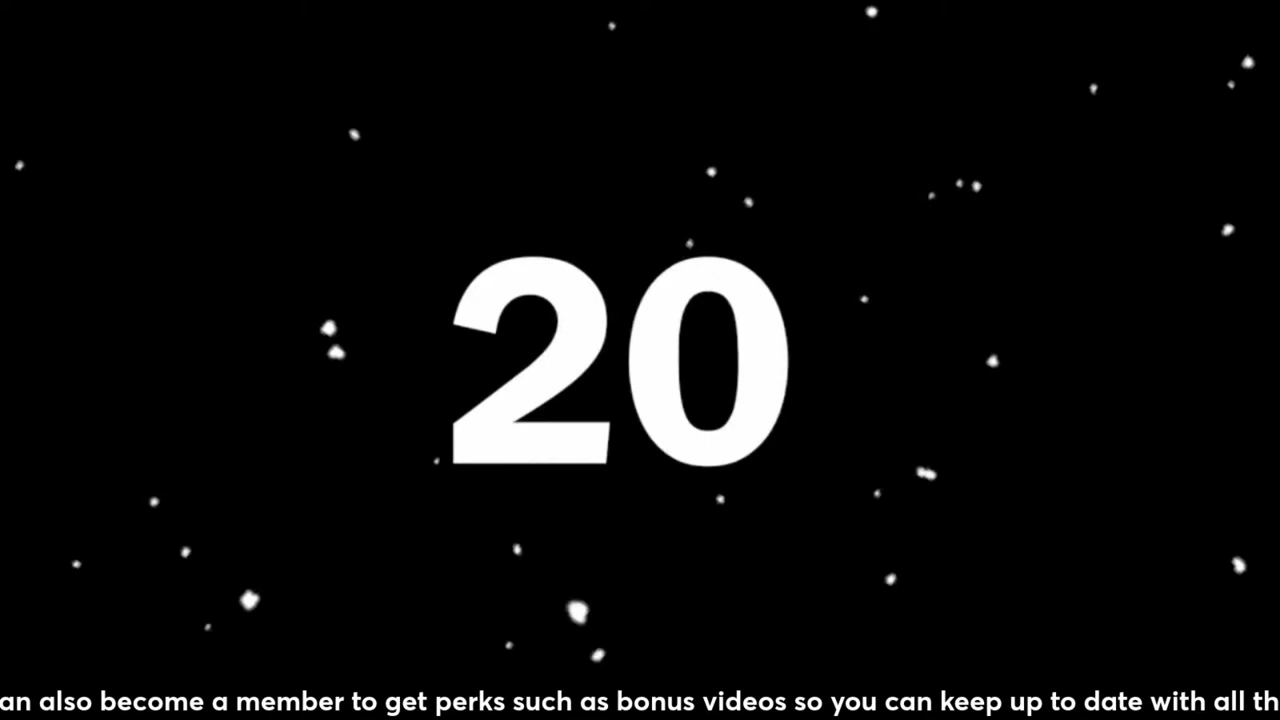 20
an also become a member to get perks such as bonus videos so you can keep up to date with all th